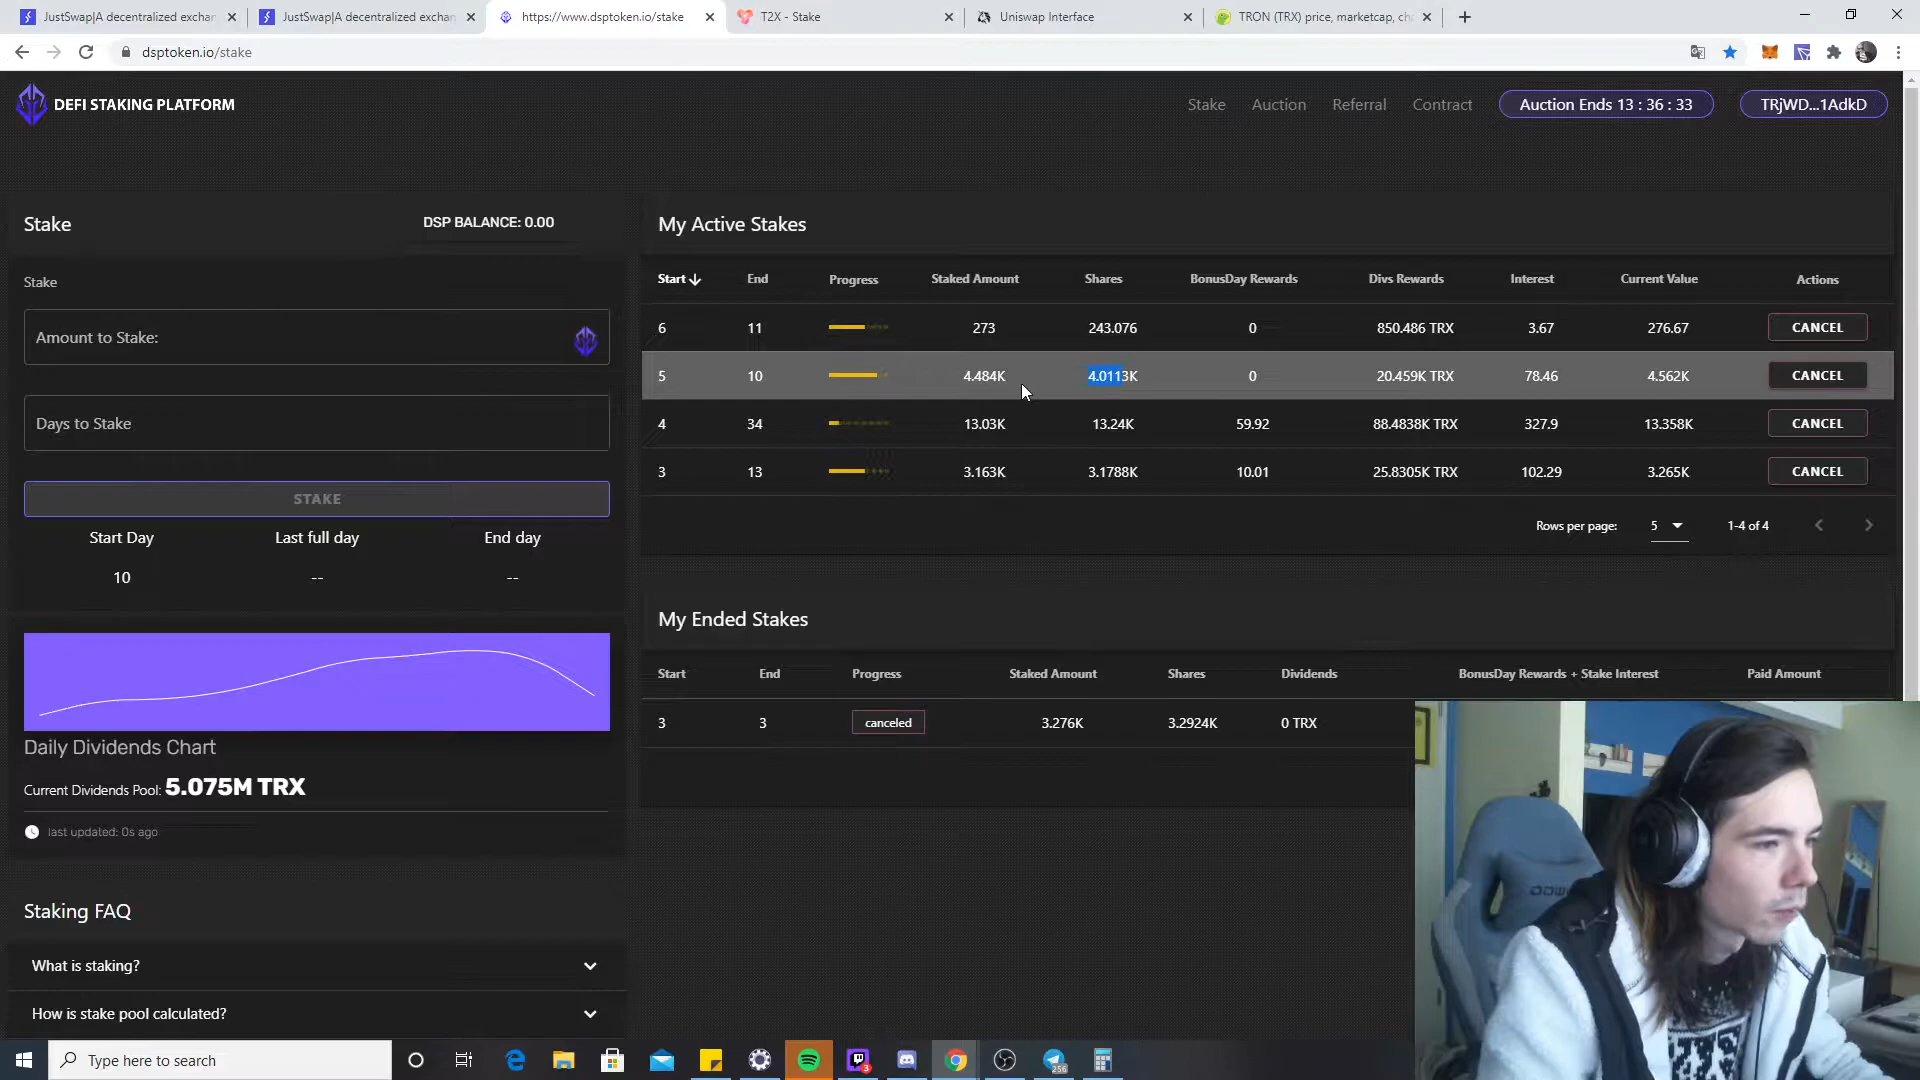 JustSwap|A decentralized exchan
JustSwap|A decentralized exchan
https://www.dsptoken.io/stake
T2X - Stake
Uniswap Interface
TRON (TRX) price, marketcap, ch
dsptoken.io/stake
DEFI STAKING PLATFORM
Stake
Auction
Referral
Contract
Auction Ends 13 : 36 : 33
TRjWD...1AdkD
Stake
DSP BALANCE: 0.00
Stake
Amount to Stake:
Days to Stake
STAKE
Start Day Last full day End day
10 -- --
Daily Dividends Chart
Current Dividends Pool: 5.075M TRX
last updated: 0s ago
Staking FAQ
What is staking?
How is stake pool calculated?
My Active Stakes
Start End Progress Staked Amount Shares BonusDay Rewards Divs Rewards Interest Current Value Actions
6 11 273 243.076 0 850.486 TRX 3.67 276.67 CANCEL
5 10 4.484K 4.0113K 0 20.459K TRX 78.46 4.562K CANCEL
4 34 13.03K 13.24K 59.92 88.4838K TRX 327.9 13.358K CANCEL
3 13 3.163K 3.1788K 10.01 25.8305K TRX 102.29 3.265K CANCEL
Rows per page: 5 1-4 of 4
My Ended Stakes
Start End Progress Staked Amount Shares Dividends BonusDay Rewards + Stake Interest Paid Amount
3 3 canceled 3.276K 3.2924K 0 TRX
Type here to search
3
256